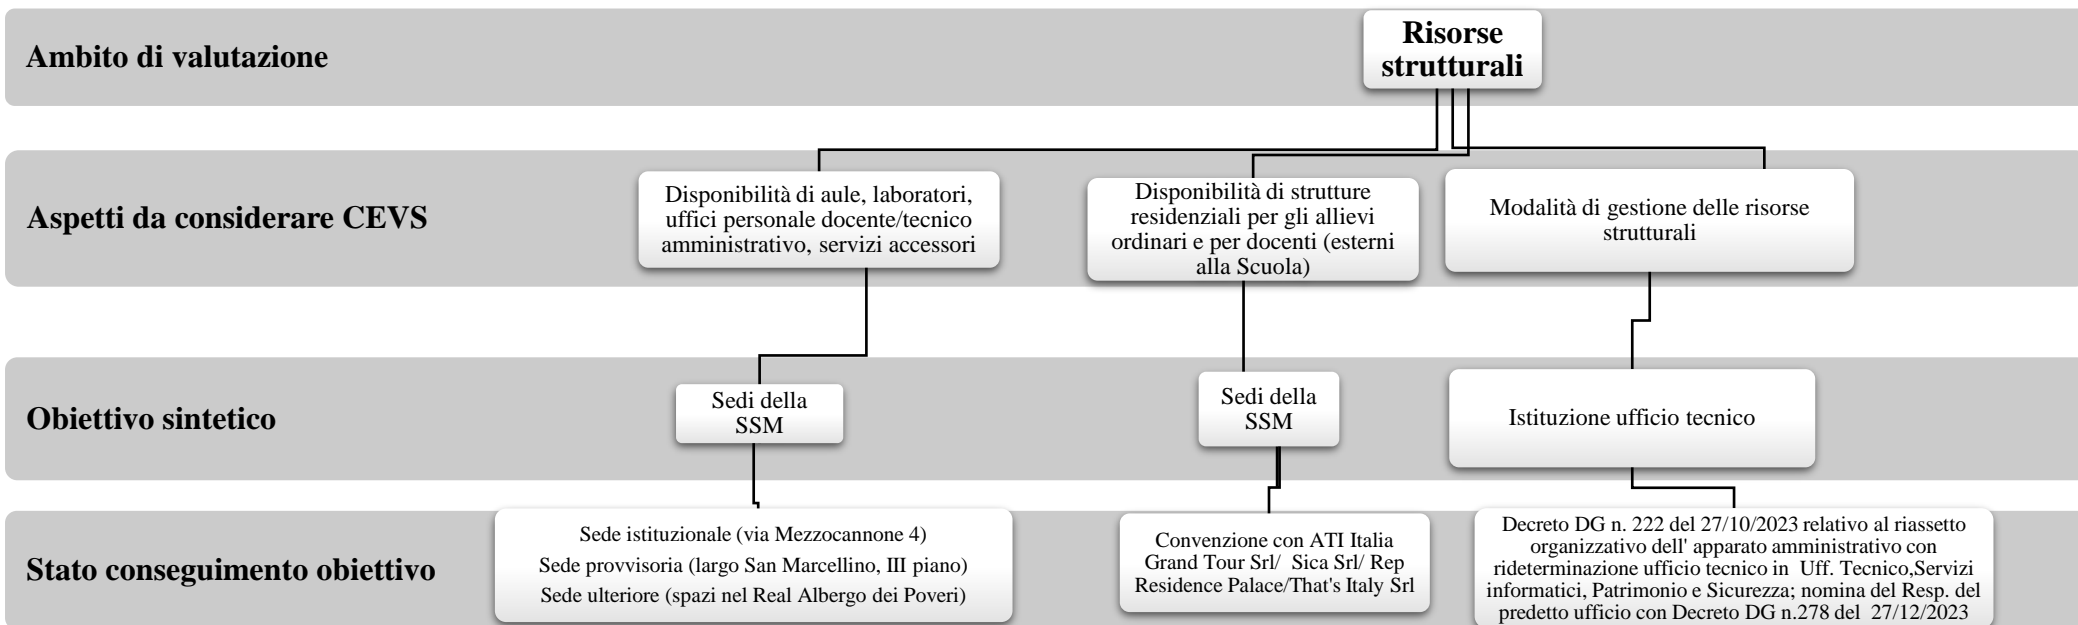 Ambito di valutazione
Risorse
strutturali
Aspetti da considerare CEVS
Disponibilità di aule, laboratori,
uffici personale docente/tecnico
amministrativo, servizi accessori
Disponibilità di strutture
residenziali per gli allievi
ordinari e per docenti (esterni
alla Scuola)
Modalità di gestione delle risorse
strutturali
Obiettivo sintetico
Sedi della
SSM
Sedi della
SSM
Istituzione ufficio tecnico
Stato conseguimento obiettivo
Sede istituzionale (via Mezzocannone 4)
Sede provvisoria (largo San Marcellino, III piano)
Sede ulteriore (spazi nel Real Albergo dei Poveri)
Convenzione con ATI Italia
Grand Tour Srl/ Sica Srl/ Rep
Residence Palace/That's Italy Srl
Decreto DG n. 222 del 27/10/2023 relativo al riassetto
organizzativo dell' apparato amministrativo con
rideterminazione ufficio tecnico in Uff. Tecnico,Servizi
informatici, Patrimonio e Sicurezza; nomina del Resp. del
predetto ufficio con Decreto DG n.278 del 27/12/2023